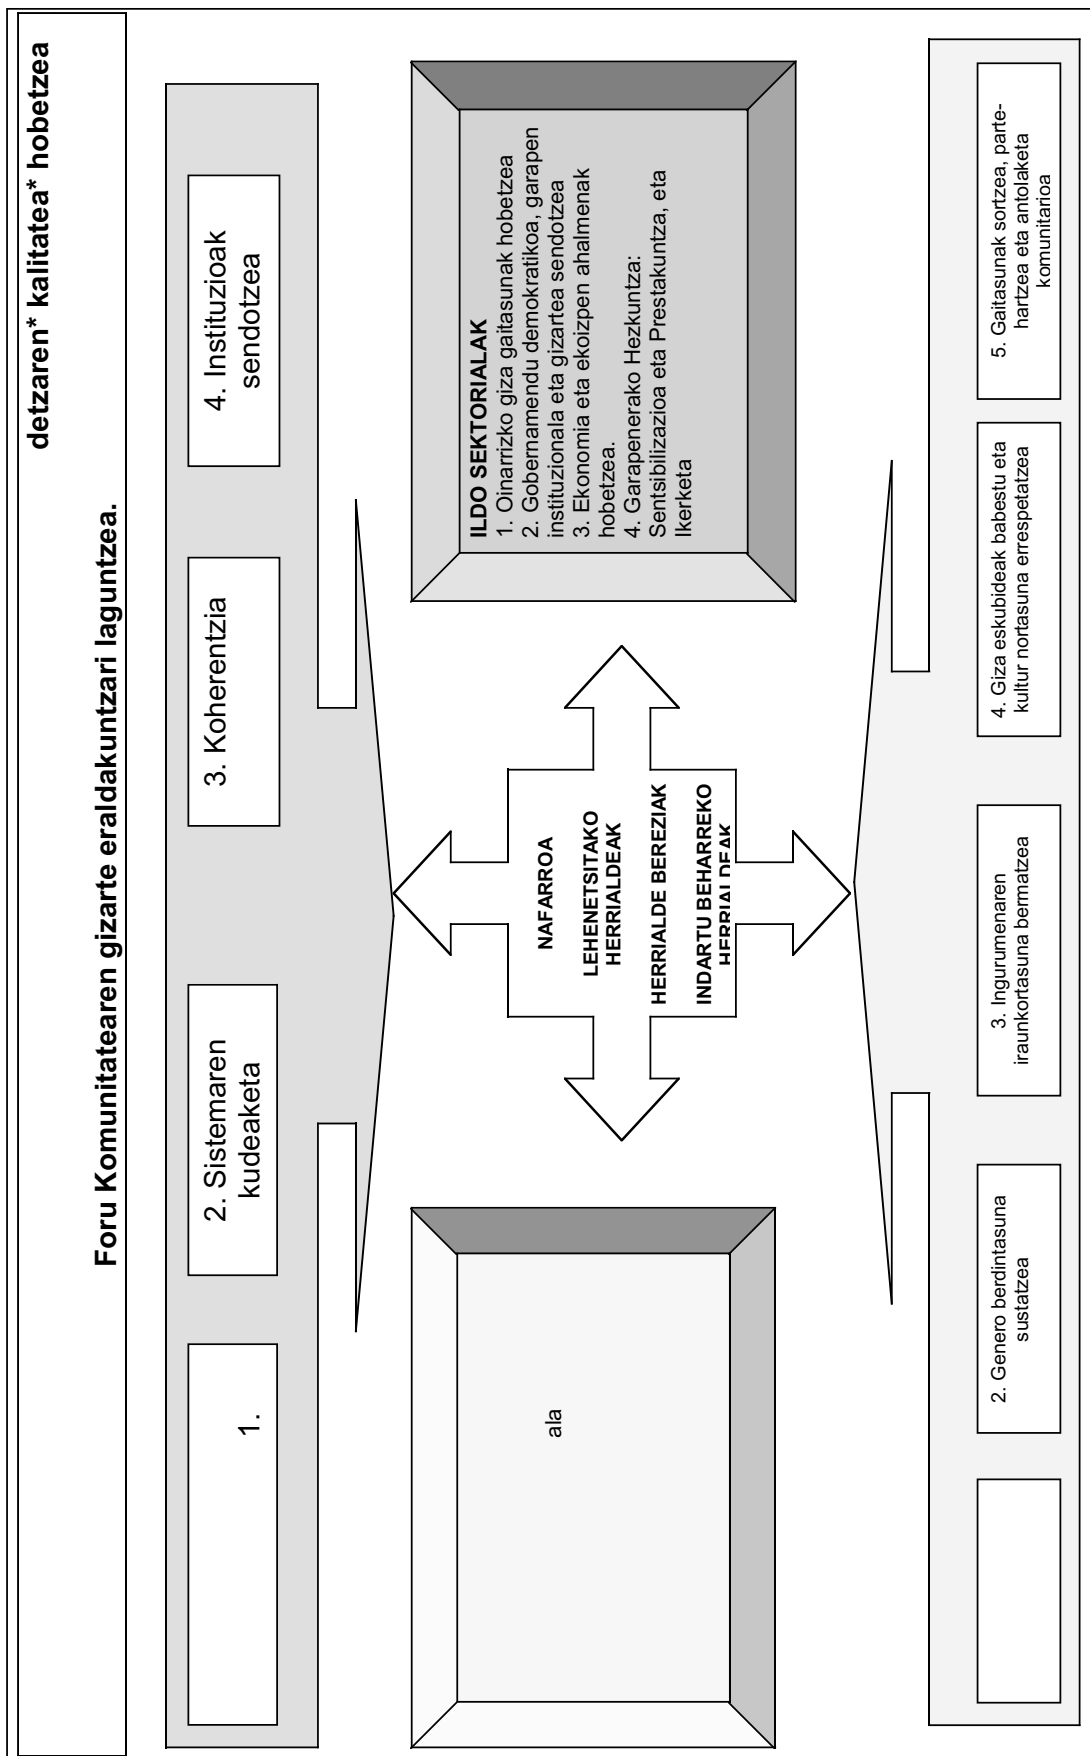 detzaren* kalitatea* hobetzea
Foru Komunitatearen gizarte eraldakuntzari laguntzea.
1.
2. Sistemaren
kudeaketa
3. Koherentzia
4. Instituzioak
sendotzea
ala
NAFARROA
LEHENETSITAKO
HERRIALDEAK
HERRIALDE BEREZIAK
INDARTU BEHARREKO
HERRIALDEAK
ILDO SEKTORIALAK
1. Oinarrizko giza gaitasunak hobetzea
2. Gobernamendu demokratikoa, garapen
instituzionala eta gizartea sendotzea
3. Ekonomia eta ekoizpen ahalmenak
hobetzea.
4. Garapenerako Hezkuntza:
Sentsibilizazioa eta Prestakuntza, eta
Ikerketa
2. Genero berdintasuna
sustatzea
3. Ingurumenaren
iraunkortasuna bermatzea
4. Giza eskubideak babestu eta
kultur nortasuna errespetatzea
5. Gaitasunak sortzea, parte-
hartzea eta antolaketa
komunitarioa